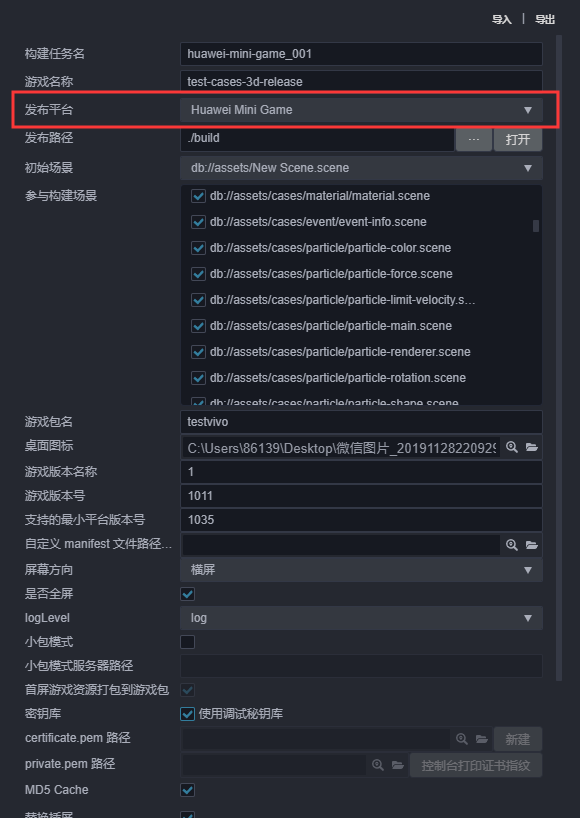 导入 | 导出
构建任务名 huawei-mini-game_001
游戏名称 test-cases-3d-release
发布平台 Huawei Mini Game
发布路径 ./build ... 打开
初始场景 db://assets/New Scene.scene
参与构建场景 db://assets/cases/material/material.scene
db://assets/cases/event/event-info.scene
db://assets/cases/particle/particle-color.scene
db://assets/cases/particle/particle-force.scene
db://assets/cases/particle/particle-limit-velocity.s...
db://assets/cases/particle/particle-main.scene
db://assets/cases/particle/particle-renderer.scene
db://assets/cases/particle/particle-rotation.scene
db://assets/cases/particle/particle-shape.scene
游戏包名 testvivo
桌面图标 C:\Users\86139\Desktop\微信图片_20191128220929
游戏版本名称 1
游戏版本号 1011
支持的最小平台版本号 1035
自定义 manifest 文件路径...
屏幕方向 横屏
是否全屏
logLevel log
小包模式
小包模式服务器路径
首屏游戏资源打包到游戏包
密钥库 使用调试秘钥库
certificate.pem 路径 新建
private.pem 路径 控制台打印证书指纹
MD5 Cache
替换插屏